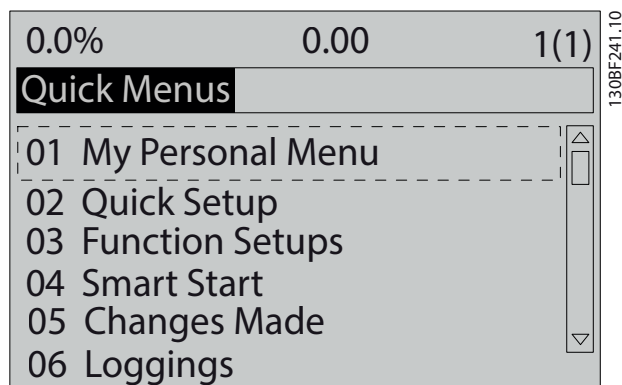 0.0% 0.00 1(1)
Quick Menus
01 My Personal Menu
02 Quick Setup
03 Function Setups
04 Smart Start
05 Changes Made
06 Loggings
130BF241.10